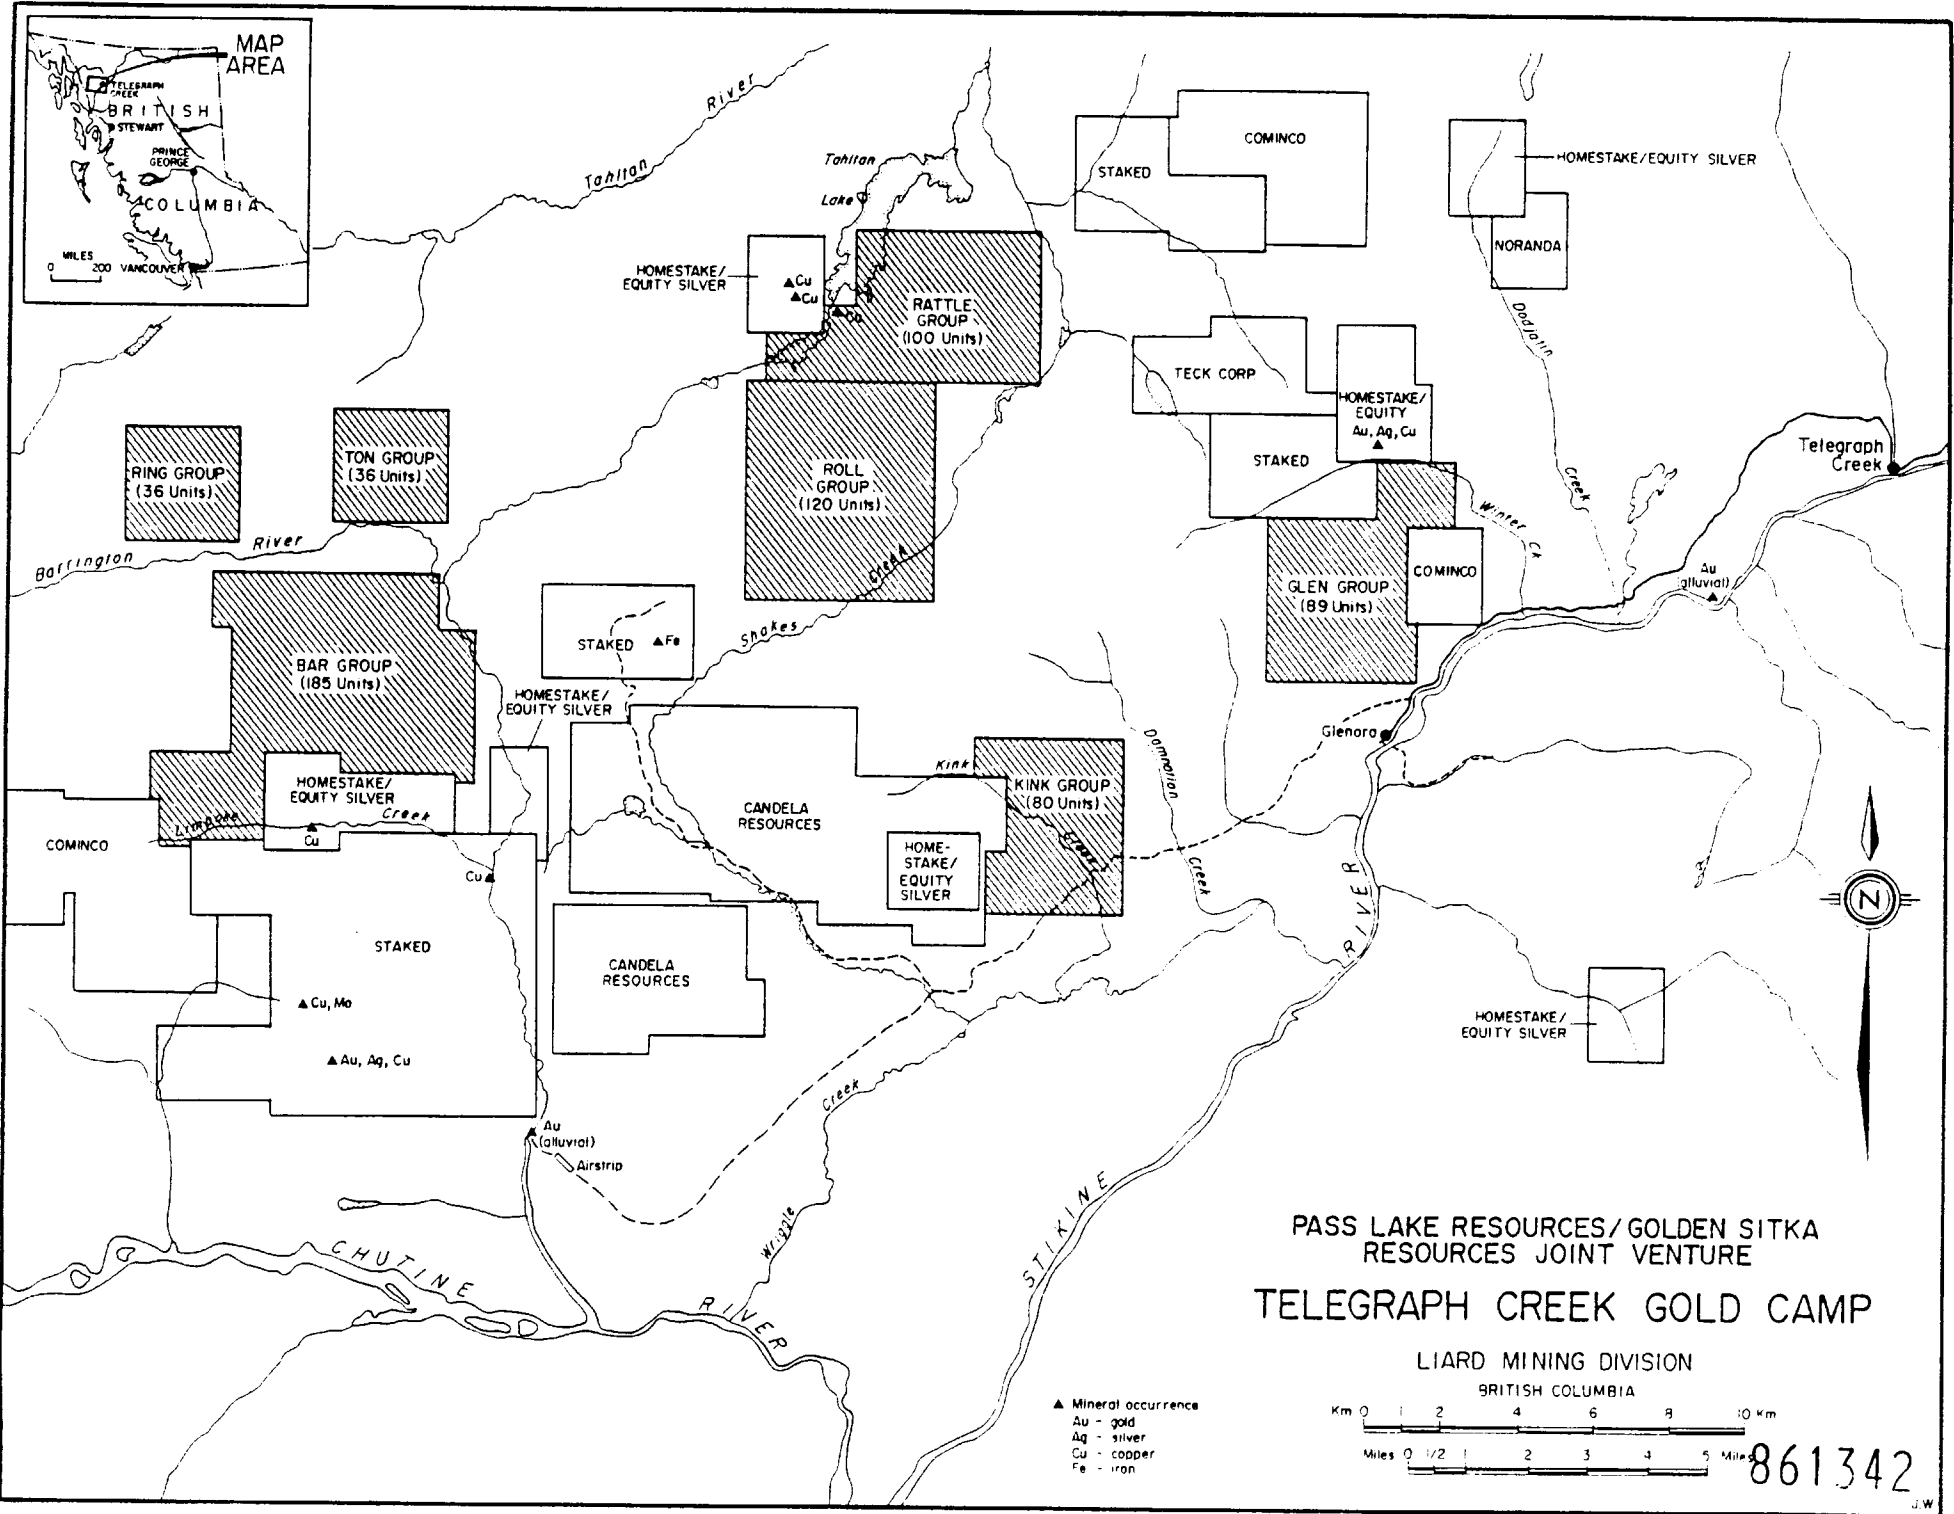 MAP
AREA
TELEGRAPH
CREEK
BRITISH
STEWART
PRINCE
GEORGE
COLUMBIA
MILES
0 200
VANCOUVER
Tahltan River
Tahltan
Lake
COMINCO
STAKED
HOMESTAKE/EQUITY SILVER
NORANDA
HOMESTAKE/
EQUITY SILVER
Cu
Cu
Cu
RATTLE
GROUP
(100 Units)
Dodjatin
Creek
TECK CORP.
HOMESTAKE/
EQUITY
Au, Ag, Cu
STAKED
Telegraph
Creek
RING GROUP
(36 Units)
TON GROUP
(36 Units)
ROLL
GROUP
(120 Units)
Winter Ck
Barrington River
Shakes Creek
GLEN GROUP
(89 Units)
COMINCO
Au
(alluvial)
STAKED
Fe
BAR GROUP
(185 Units)
HOMESTAKE/
EQUITY SILVER
Glenora
Damnation
Creek
Kink
Creek
KINK GROUP
(80 Units)
HOMESTAKE/
EQUITY SILVER
Creek
Cu
COMINCO
CANDELA
RESOURCES
HOME-
STAKE/
EQUITY
SILVER
Cu
STAKED
CANDELA
RESOURCES
Cu, Mo
Au, Ag, Cu
HOMESTAKE/
EQUITY SILVER
N
Au
(alluvial)
Airstrip
Wriggle Creek
STIKINE RIVER
CHUTINE RIVER
PASS LAKE RESOURCES/GOLDEN SITKA
RESOURCES JOINT VENTURE
TELEGRAPH CREEK GOLD CAMP
LIARD MINING DIVISION
BRITISH COLUMBIA
Km 0 1 2 4 6 8 10 Km
Miles 0 1/2 1 2 3 4 5 Miles
Mineral occurrence
Au - gold
Ag - silver
Cu - copper
Fe - iron
861342
J.W.